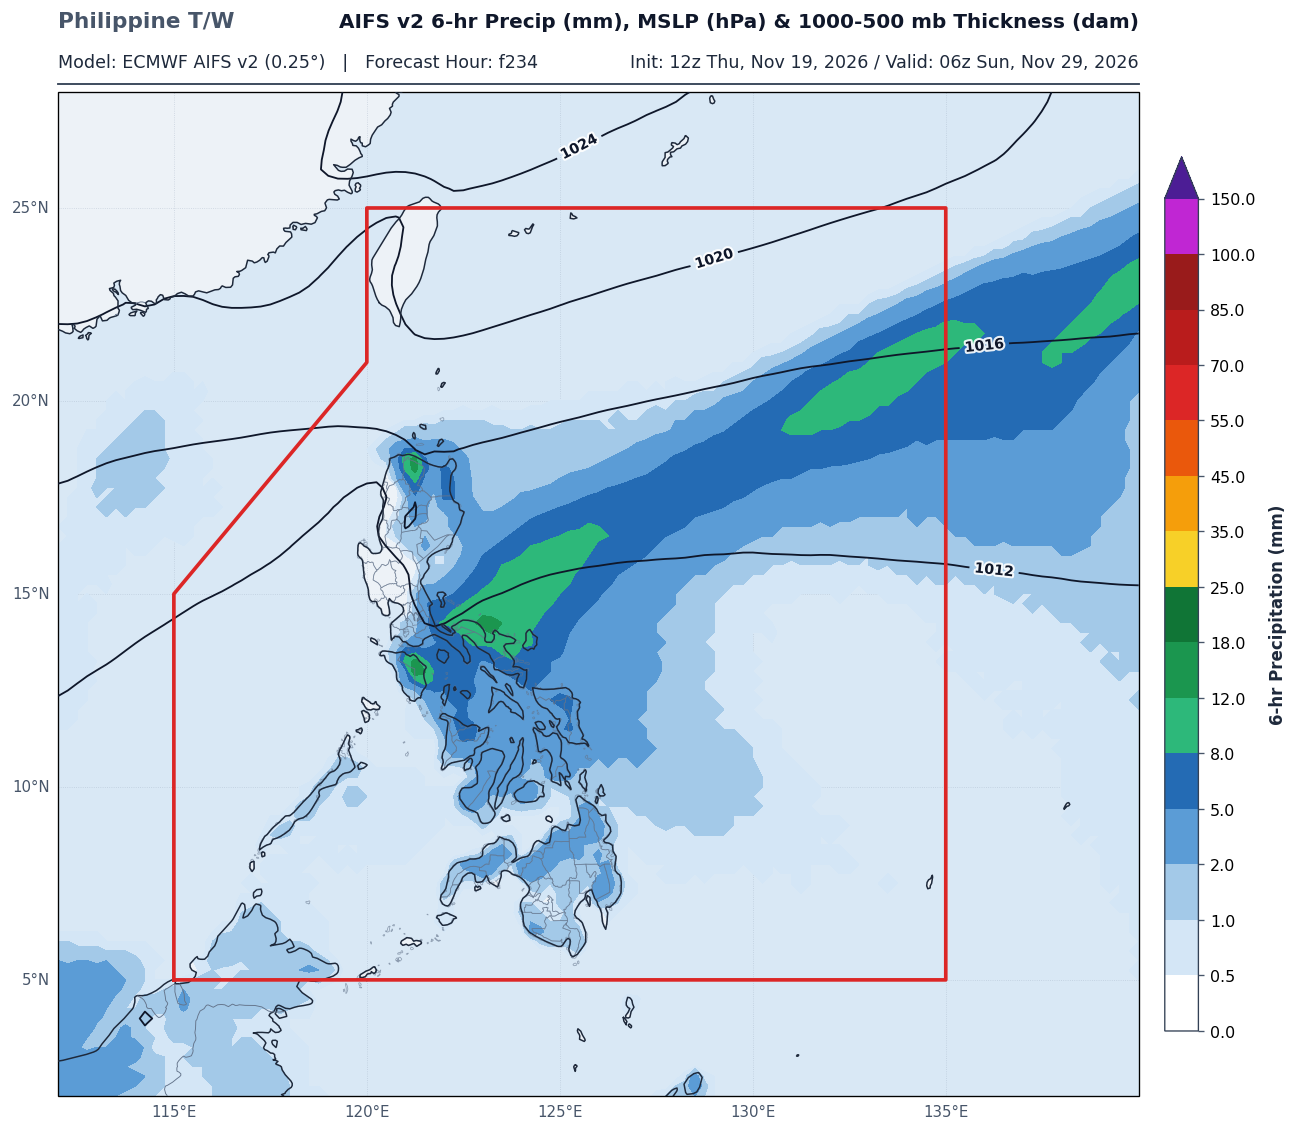 Philippine T/W
AIFS v2 6-hr Precip (mm), MSLP (hPa) & 1000-500 mb Thickness (dam)
Model: ECMWF AIFS v2 (0.25°) | Forecast Hour: f234
Init: 12z Thu, Nov 19, 2026 / Valid: 06z Sun, Nov 29, 2026
1024
1020
1016
1012
25°N
20°N
15°N
10°N
5°N
115°E
120°E
125°E
130°E
135°E
150.0
100.0
85.0
70.0
55.0
45.0
35.0
25.0
18.0
12.0
8.0
5.0
2.0
1.0
0.5
0.0
6-hr Precipitation (mm)